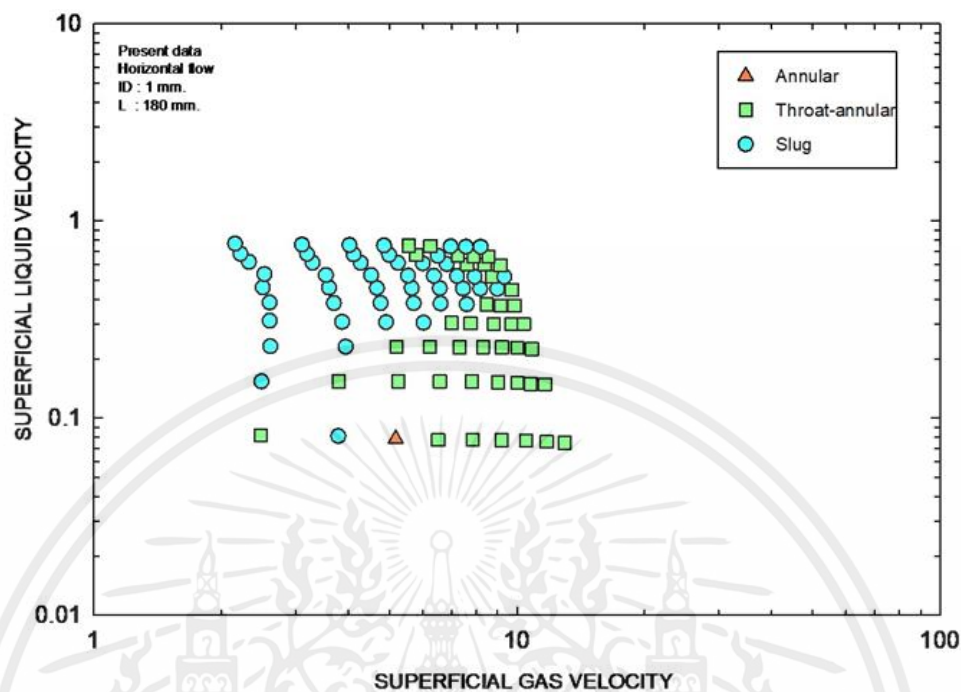 10
Present data
Horizontal flow
ID : 1 mm.
L : 180 mm.
Annular
Throat-annular
Slug
1
SUPERFICIAL LIQUID VELOCITY
0.1
0.01
1
10
100
SUPERFICIAL GAS VELOCITY